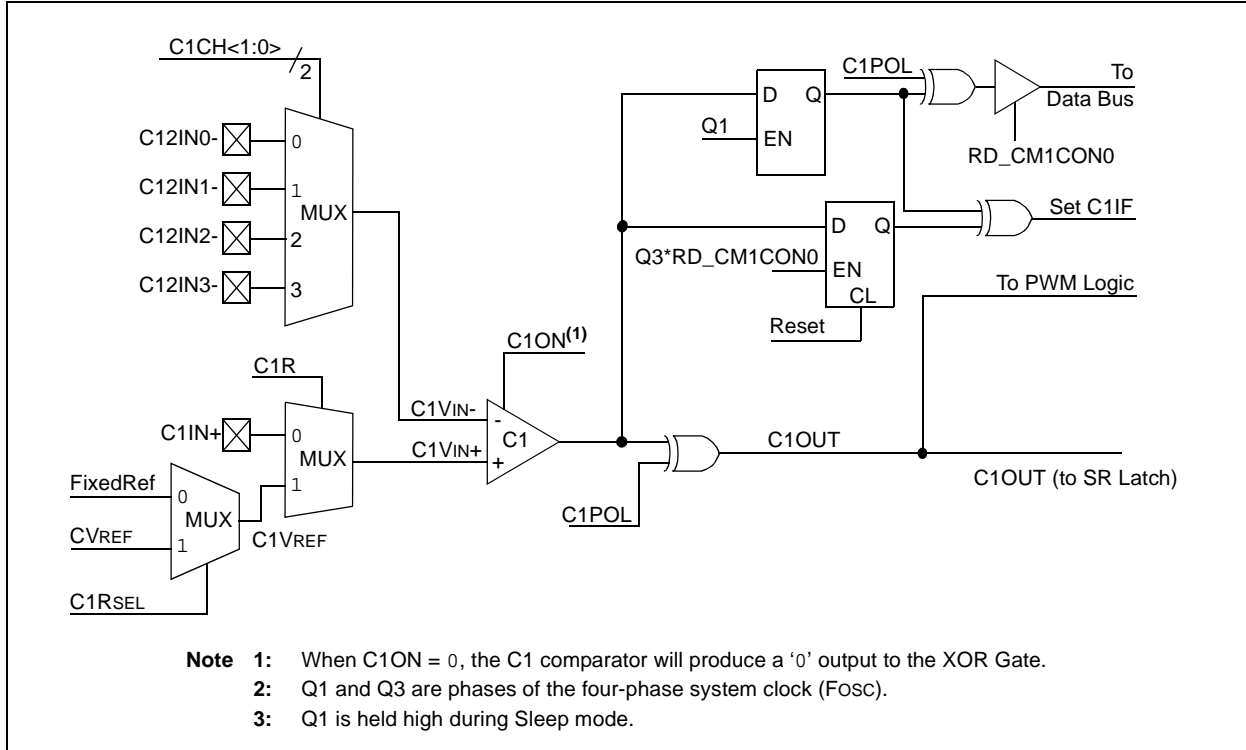 C1CH<1:0>
2
C12IN0-
0
C12IN1-
1
MUX
C12IN2-
2
C12IN3-
3
C1R
C1IN+
0
MUX
1
FixedRef
0
MUX
CVREF
1
C1VREF
C1RSEL
C1ON(1)
C1VIN-
-
C1
C1VIN+
+
D Q
Q1
EN
C1POL
To
Data Bus
RD_CM1CON0
D Q
Q3*RD_CM1CON0
EN
CL
Reset
Set C1IF
To PWM Logic
C1OUT
C1POL
C1OUT (to SR Latch)
Note 1: When C1ON = 0, the C1 comparator will produce a ‘0’ output to the XOR Gate.
2: Q1 and Q3 are phases of the four-phase system clock (FOSC).
3: Q1 is held high during Sleep mode.